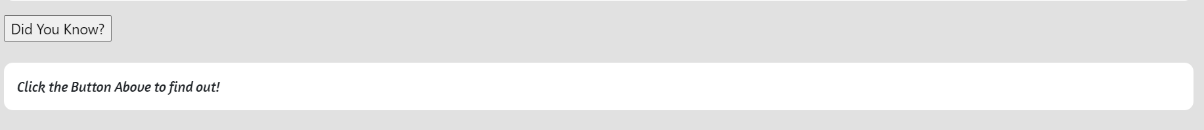 Did You Know?
Click the Button Above to find out!